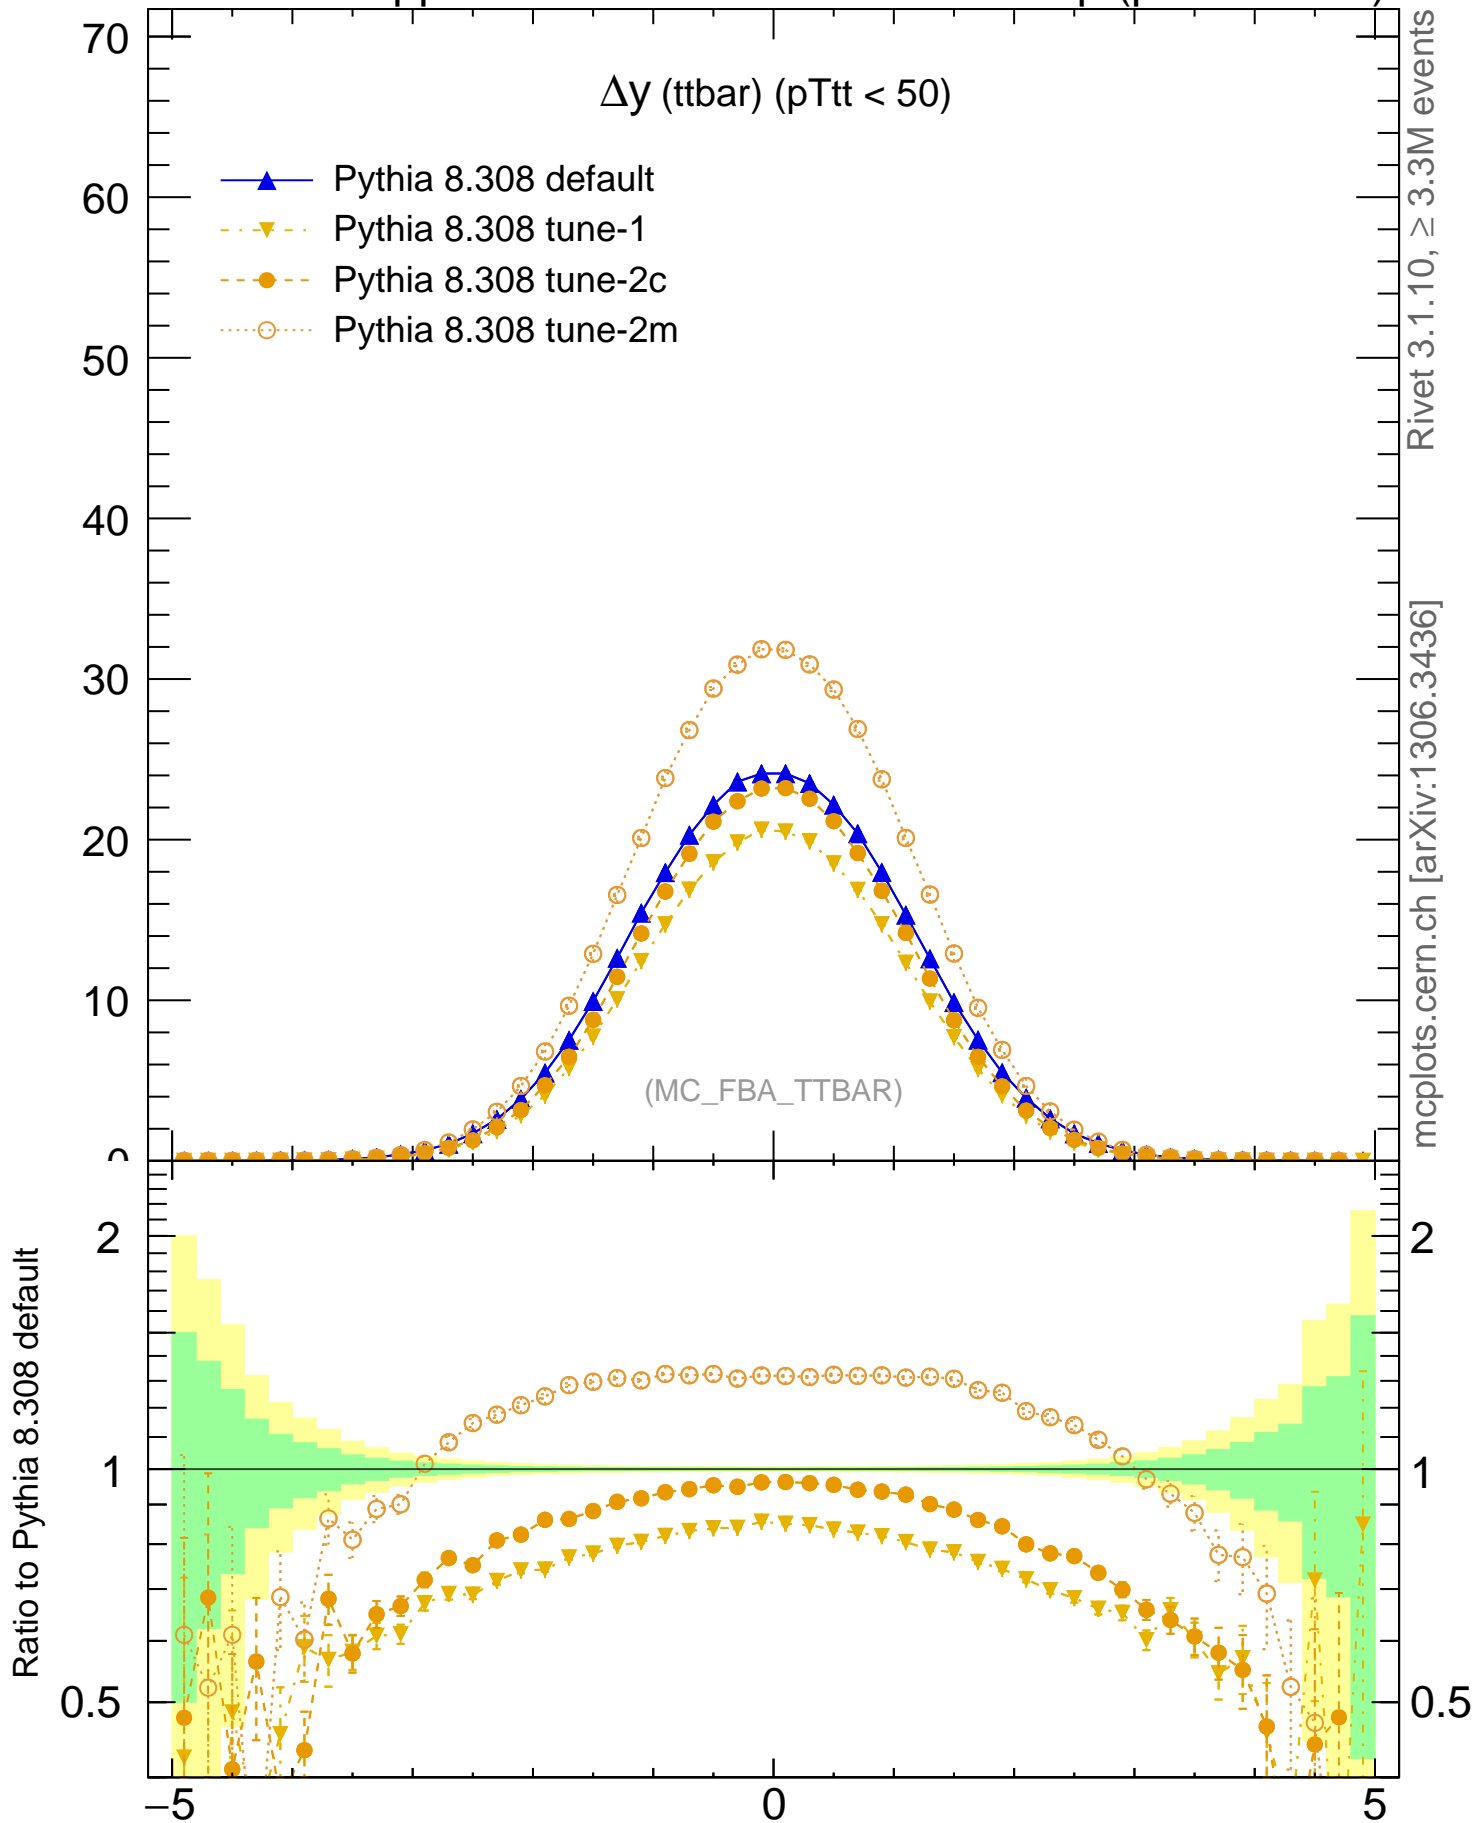 Δy (ttbar) (pTtt < 50)
Pythia 8.308 default
Pythia 8.308 tune-1
Pythia 8.308 tune-2c
Pythia 8.308 tune-2m
70
60
50
40
30
20
10
0
(MC_FBA_TTBAR)
Rivet 3.1.10, ≥ 3.3M events
mcplots.cern.ch [arXiv:1306.3436]
Ratio to Pythia 8.308 default
2
1
0.5
2
1
0.5
−5
0
5